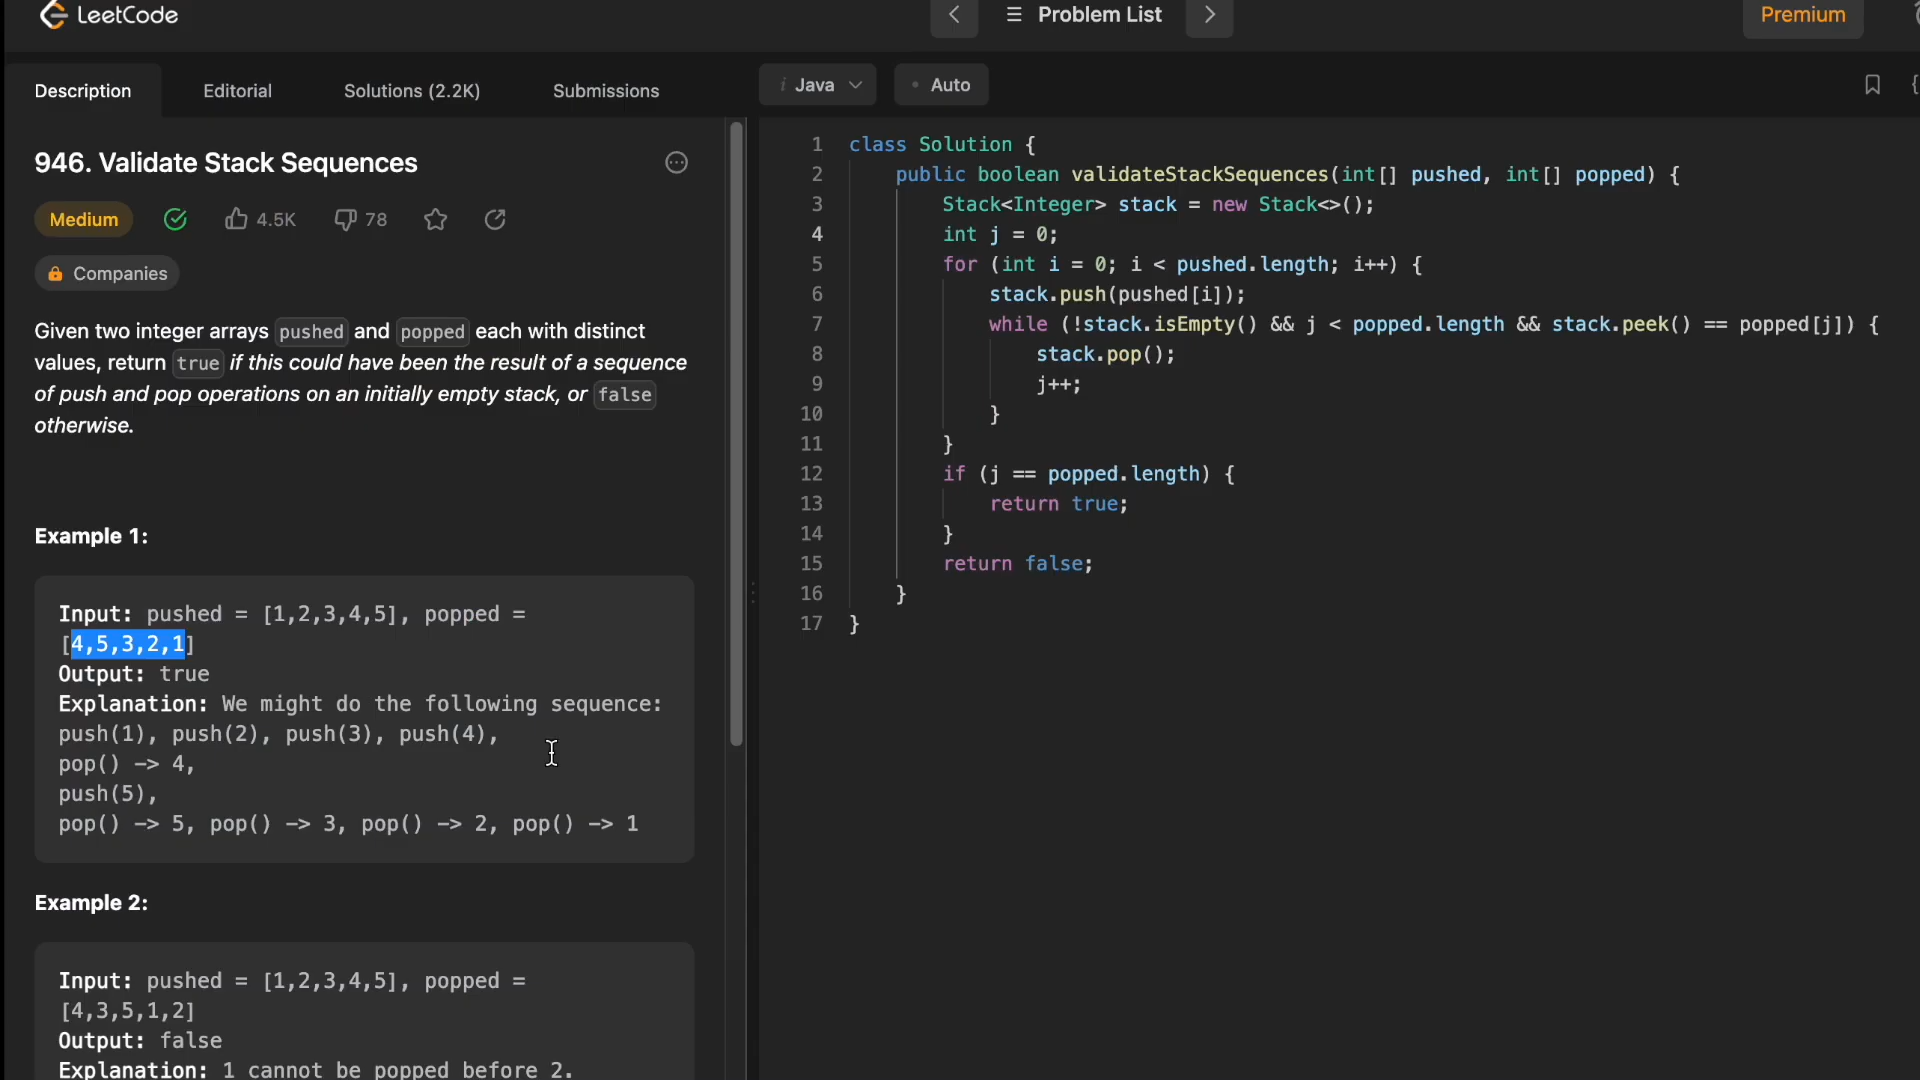 LeetCode
Problem List
Premium
Description
Editorial
Solutions (2.2K)
Submissions
i Java
Auto
946. Validate Stack Sequences
Medium
4.5K
78
Companies
Given two integer arrays pushed and popped each with distinct
values, return true if this could have been the result of a sequence
of push and pop operations on an initially empty stack, or false
otherwise.
Example 1:
Input: pushed = [1,2,3,4,5], popped =
[4,5,3,2,1]
Output: true
Explanation: We might do the following sequence:
push(1), push(2), push(3), push(4),
pop() -> 4,
push(5),
pop() -> 5, pop() -> 3, pop() -> 2, pop() -> 1
Example 2:
Input: pushed = [1,2,3,4,5], popped =
[4,3,5,1,2]
Output: false
Explanation: 1 cannot be popped before 2.
1 class Solution {
2 public boolean validateStackSequences(int[] pushed, int[] popped) {
3 Stack<Integer> stack = new Stack<>();
4 int j = 0;
5 for (int i = 0; i < pushed.length; i++) {
6 stack.push(pushed[i]);
7 while (!stack.isEmpty() && j < popped.length && stack.peek() == popped[j]) {
8 stack.pop();
9 j++;
10 }
11 }
12 if (j == popped.length) {
13 return true;
14 }
15 return false;
16 }
17 }